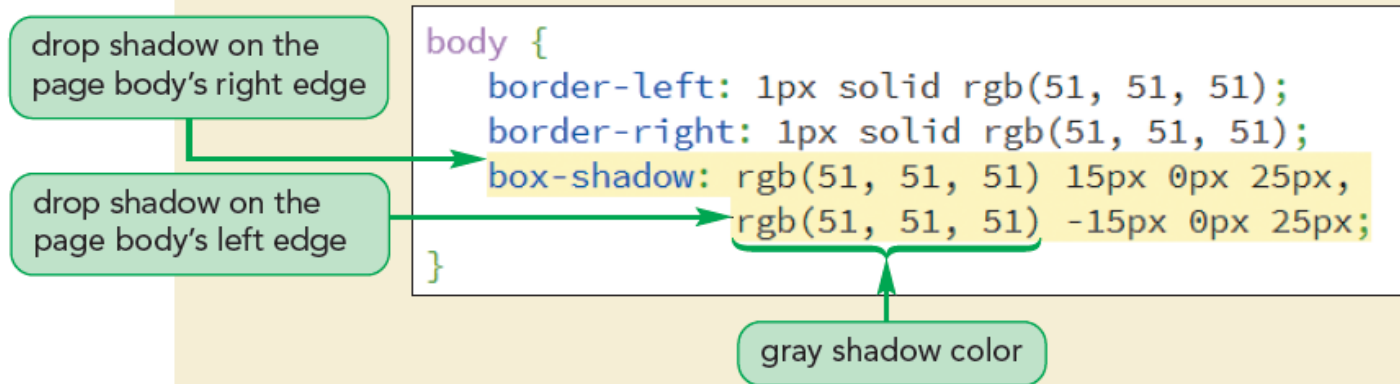 drop shadow on the
page body's right edge
drop shadow on the
page body's left edge
body {
border-left: 1px solid rgb(51, 51, 51);
border-right: 1px solid rgb(51, 51, 51);
box-shadow: rgb(51, 51, 51) 15px 0px 25px,
rgb(51, 51, 51) -15px 0px 25px;
}
gray shadow color